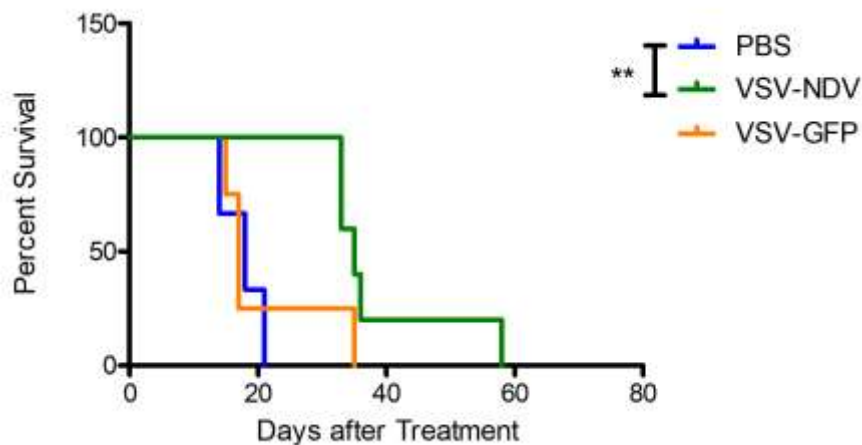 150
100
50
0
0 20 40 60 80
Percent Survival
Days after Treatment
**
PBS
VSV-NDV
VSV-GFP